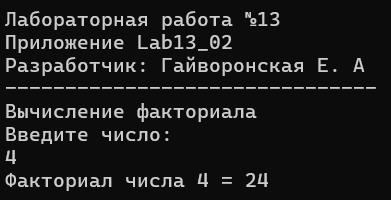 Лабораторная работа №13
Приложение Lab13_02
Разработчик: Гайворонская Е. А
-------------------------------
Вычисление факториала
Введите число:
4
Факториал числа 4 = 24